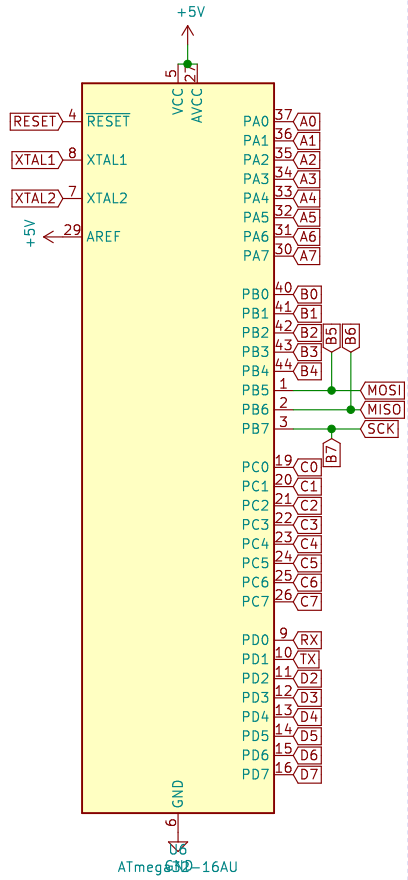 +5V
5
27
VCC
AVCC
RESET 4 RESET PA0 37 A0
PA1 36 A1
XTAL1 8 XTAL1 PA2 35 A2
PA3 34 A3
XTAL2 7 XTAL2 PA4 33 A4
PA5 32 A5
+5V 29 AREF PA6 31 A6
PA7 30 A7
PB0 40 B0
PB1 41 B1
PB2 42 B2 B5 B6
PB3 43 B3
PB4 44 B4
PB5 1 MOSI
PB6 2 MISO
PB7 3 SCK
B7
PC0 19 C0
PC1 20 C1
PC2 21 C2
PC3 22 C3
PC4 23 C4
PC5 24 C5
PC6 25 C6
PC7 26 C7
PD0 9 RX
PD1 10 TX
PD2 11 D2
PD3 12 D3
PD4 13 D4
PD5 14 D5
PD6 15 D6
PD7 16 D7
GND
6
GND
ATmega32-16AU